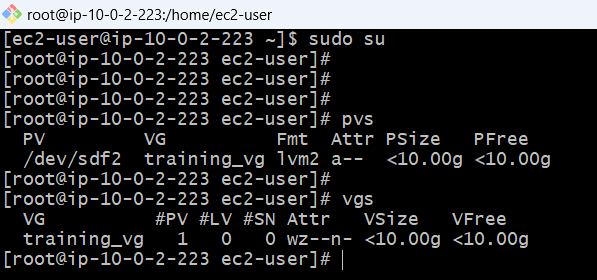 root@ip-10-0-2-223:/home/ec2-user
[ec2-user@ip-10-0-2-223 ~]$ sudo su
[root@ip-10-0-2-223 ec2-user]#
[root@ip-10-0-2-223 ec2-user]#
[root@ip-10-0-2-223 ec2-user]#
[root@ip-10-0-2-223 ec2-user]# pvs
  PV         VG          Fmt  Attr PSize   PFree
  /dev/sdf2  training_vg lvm2 a--  <10.00g <10.00g
[root@ip-10-0-2-223 ec2-user]#
[root@ip-10-0-2-223 ec2-user]# vgs
  VG          #PV #LV #SN Attr   VSize   VFree
  training_vg   1   0   0 wz--n- <10.00g <10.00g
[root@ip-10-0-2-223 ec2-user]#